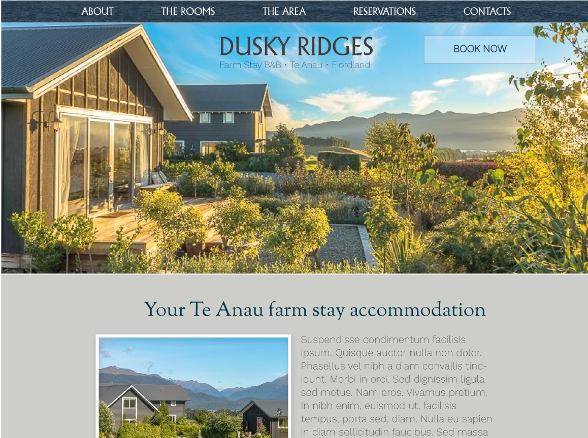 ABOUT THE ROOMS THE AREA RESERVATIONS CONTACTS
DUSKY RIDGES
Farm Stay B&B • Te Anau • Fiordland
BOOK NOW
Your Te Anau farm stay accommodation
Suspendisse condimentum facilisis
ipsum. Quisque auctor nulla non dolor.
Phasellus vel nibh a diam convallis tinc-
idunt. Morbi in orci. Sed dignissim ligula
sed metus. Nam eros. Vivamus pretium.
In nibh enim, euismod ut, facilisis
tempus, porta sed, diam. Nulla eu sapien
in diam sollicitudin faucibus. Sed massa